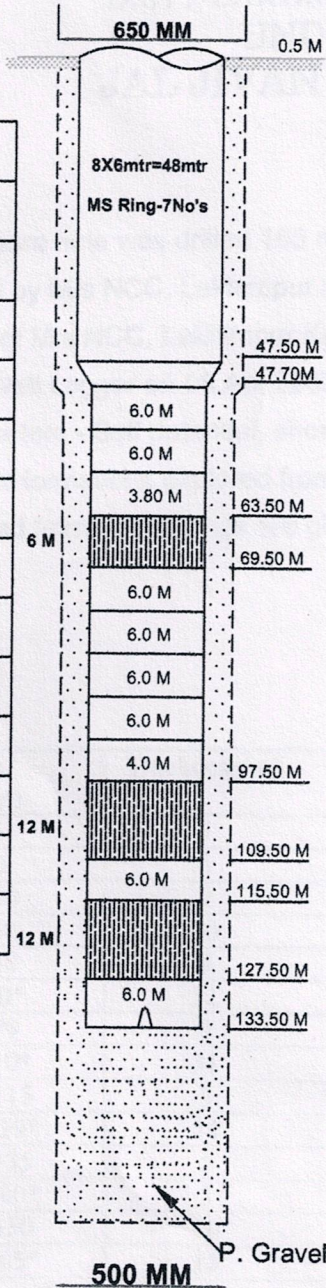 650 MM
0.5 M
8X6mtr=48mtr
MS Ring-7No's
47.50 M
47.70M
6.0 M
6.0 M
3.80 M
63.50 M
6 M
69.50 M
6.0 M
6.0 M
6.0 M
6.0 M
4.0 M
97.50 M
12 M
109.50 M
6.0 M
115.50 M
12 M
127.50 M
6.0 M
133.50 M
P. Gravel
500 MM